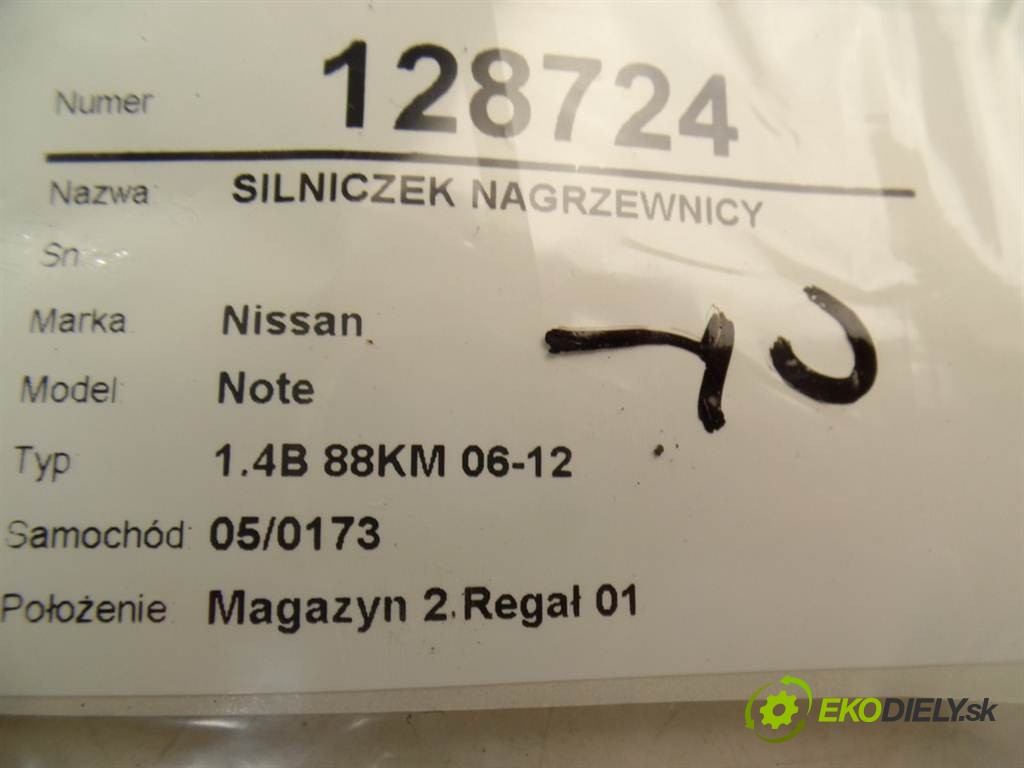 Numer 128724
Nazwa: SILNICZEK NAGRZEWNICY
Sn:
Marka: Nissan
Model: Note
Typ 1.4B 88KM 06-12
Samochód: 05/0173
Położenie Magazyn 2.Regał 01
EKODIELY.sk